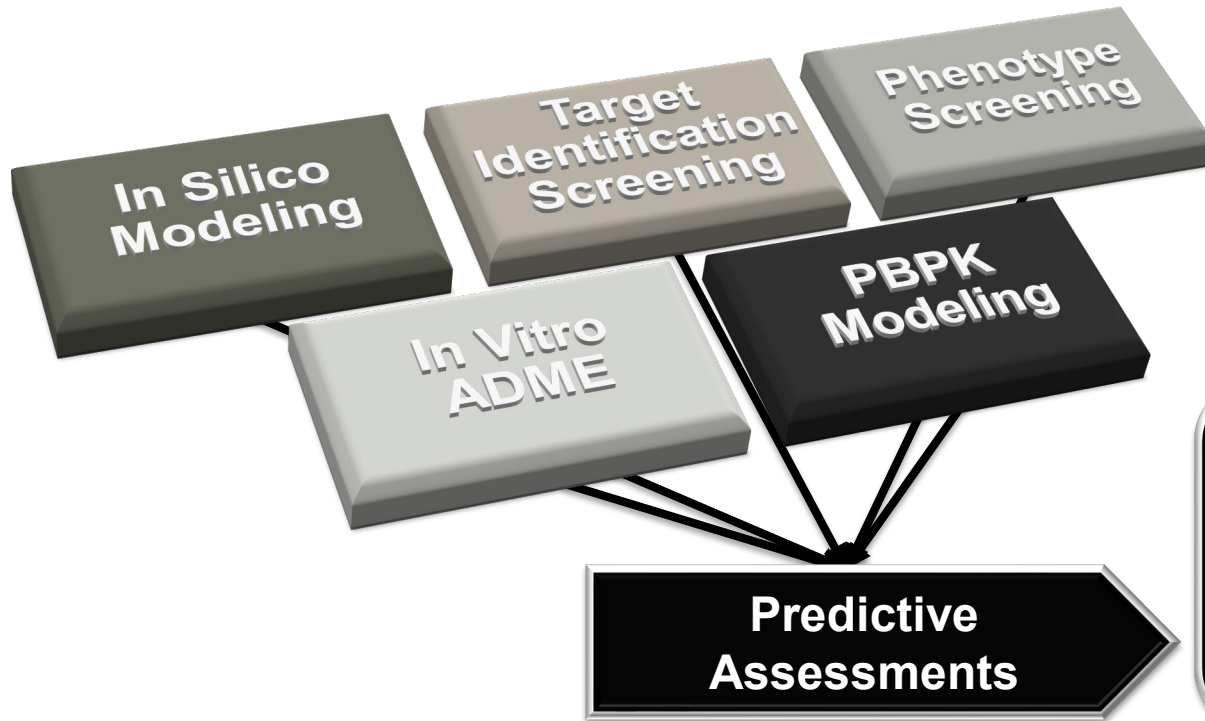 In Silico
Modeling
Target
Identification
Screening
Phenotype
Screening
In Vitro
ADME
PBPK
Modeling
Predictive
Assessments